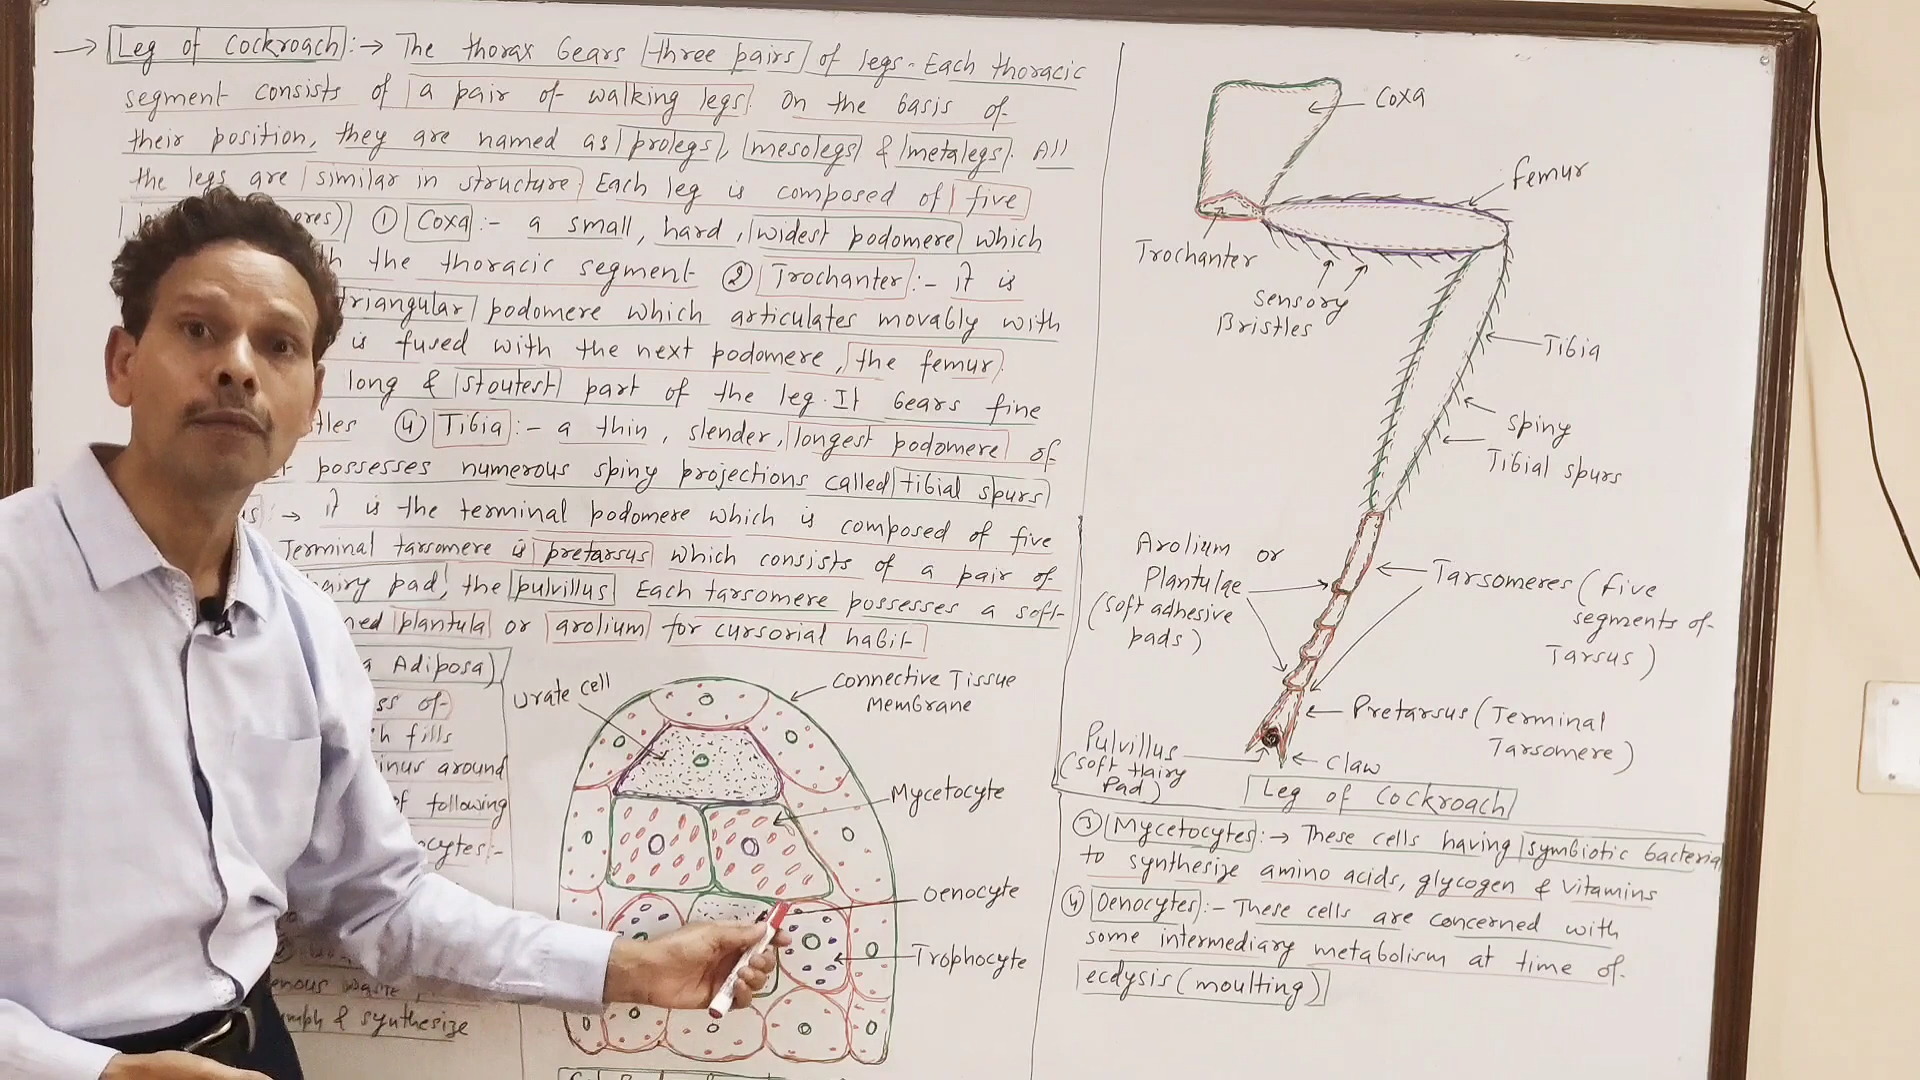 → Leg of Cockroach :→ The thorax bears three pairs of legs. Each thoracic
segment consists of a pair of walking legs. On the basis of
their position, they are named as prolegs, mesolegs & metalegs. All
the legs are similar in structure. Each leg is composed of five
① Coxa :- a small, hard, widest podomere which
the thoracic segment ② Trochanter :- it is
triangular podomere which articulates movably with
is fused with the next podomere, the femur.
long & stoutest part of the leg. It bears fine
④ Tibia :- a thin, slender, longest podomere of
possesses numerous spiny projections called tibial spurs
:→ it is the terminal podomere which is composed of five
Terminal tarsomere is pretarsus which consists of a pair of
hairy pad, the pulvillus. Each tarsomere possesses a soft
plantula or arolium for cursorial habit
Adiposa)
of
fills
around
of following
② 
waste,
& synthesize
Urate cell
Connective Tissue
Membrane
Mycetocyte
Oenocyte
Trophocyte
Coxa
Femur
Trochanter
Sensory
Bristles
Tibia
Spiny
Tibial spurs
Arolium or
Plantulae
(soft adhesive
pads)
Tarsomeres (five
segments of
Tarsus)
Pretarsus (Terminal
Tarsomere)
Pulvillus
(soft Hairy
Pad)
Claw
Leg of Cockroach
③ Mycetocytes :→ These cells having symbiotic bacteria
to synthesize amino acids, glycogen & vitamins
④ Oenocytes :- These cells are concerned with
some intermediary metabolism at time of
ecdysis (moulting)